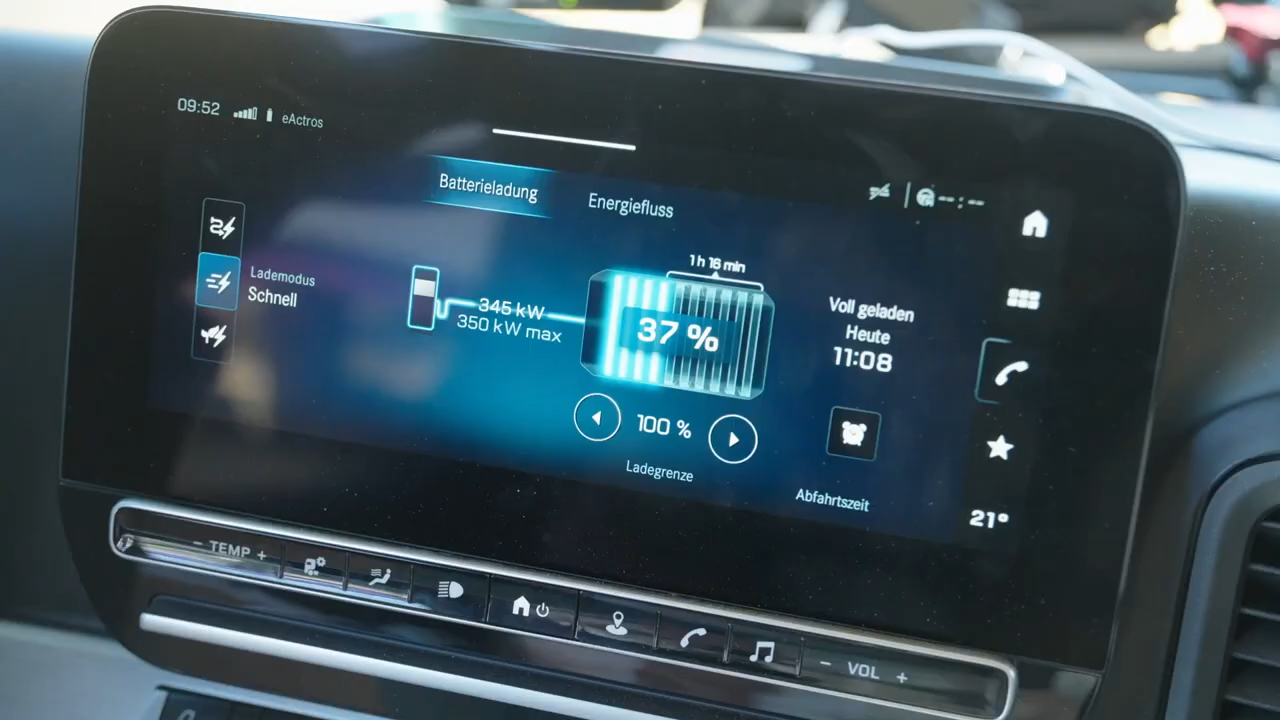 09:52 eActros
Batterieladung Energiefluss
--:--
Lademodus
Schnell
1 h 16 min
345 kW
350 kW max
37 %
Voll geladen
Heute
11:08
100 %
Ladegrenze
Abfahrtszeit
21°
- TEMP +
- VOL +